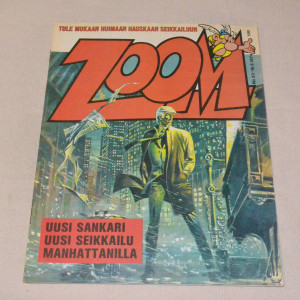 TULE MUKAAN HUIMAAN HAUSKAAN SEIKKAILUUN
ZOOM
UUSI SANKARI
UUSI SEIKKAILU
MANHATTANILLA